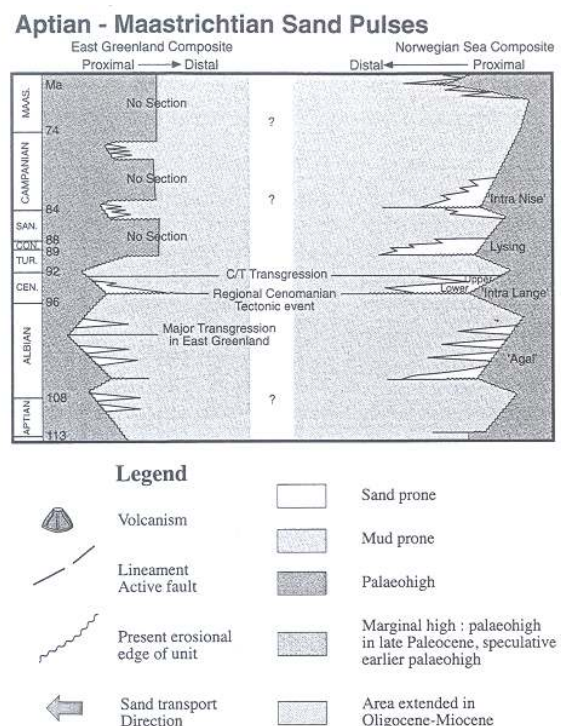 Aptian - Maastrichtian Sand Pulses
East Greenland Composite
Norwegian Sea Composite
Proximal
Distal
Distal
Proximal
Ma
MAAS.
No Section
74
?
CAMPANIAN
No Section
?
'Intra Nise'
84
SAN.
No Section
88
CON.
89
Lysing
TUR.
92
C/T Transgression
Upper
CEN.
Lower
Regional Cenomanian
Tectonic event
'Intra Lange'
96
ALBIAN
Major Transgression
in East Greenland
'Agat'
108
?
APTIAN
113
Legend
Volcanism
Lineament
Active fault
Present erosional
edge of unit
Sand transport
Direction
Sand prone
Mud prone
Palaeohigh
Marginal high : palaeohigh
in late Paleocene, speculative
earlier palaeohigh
Area extended in
Oligocene-Miocene